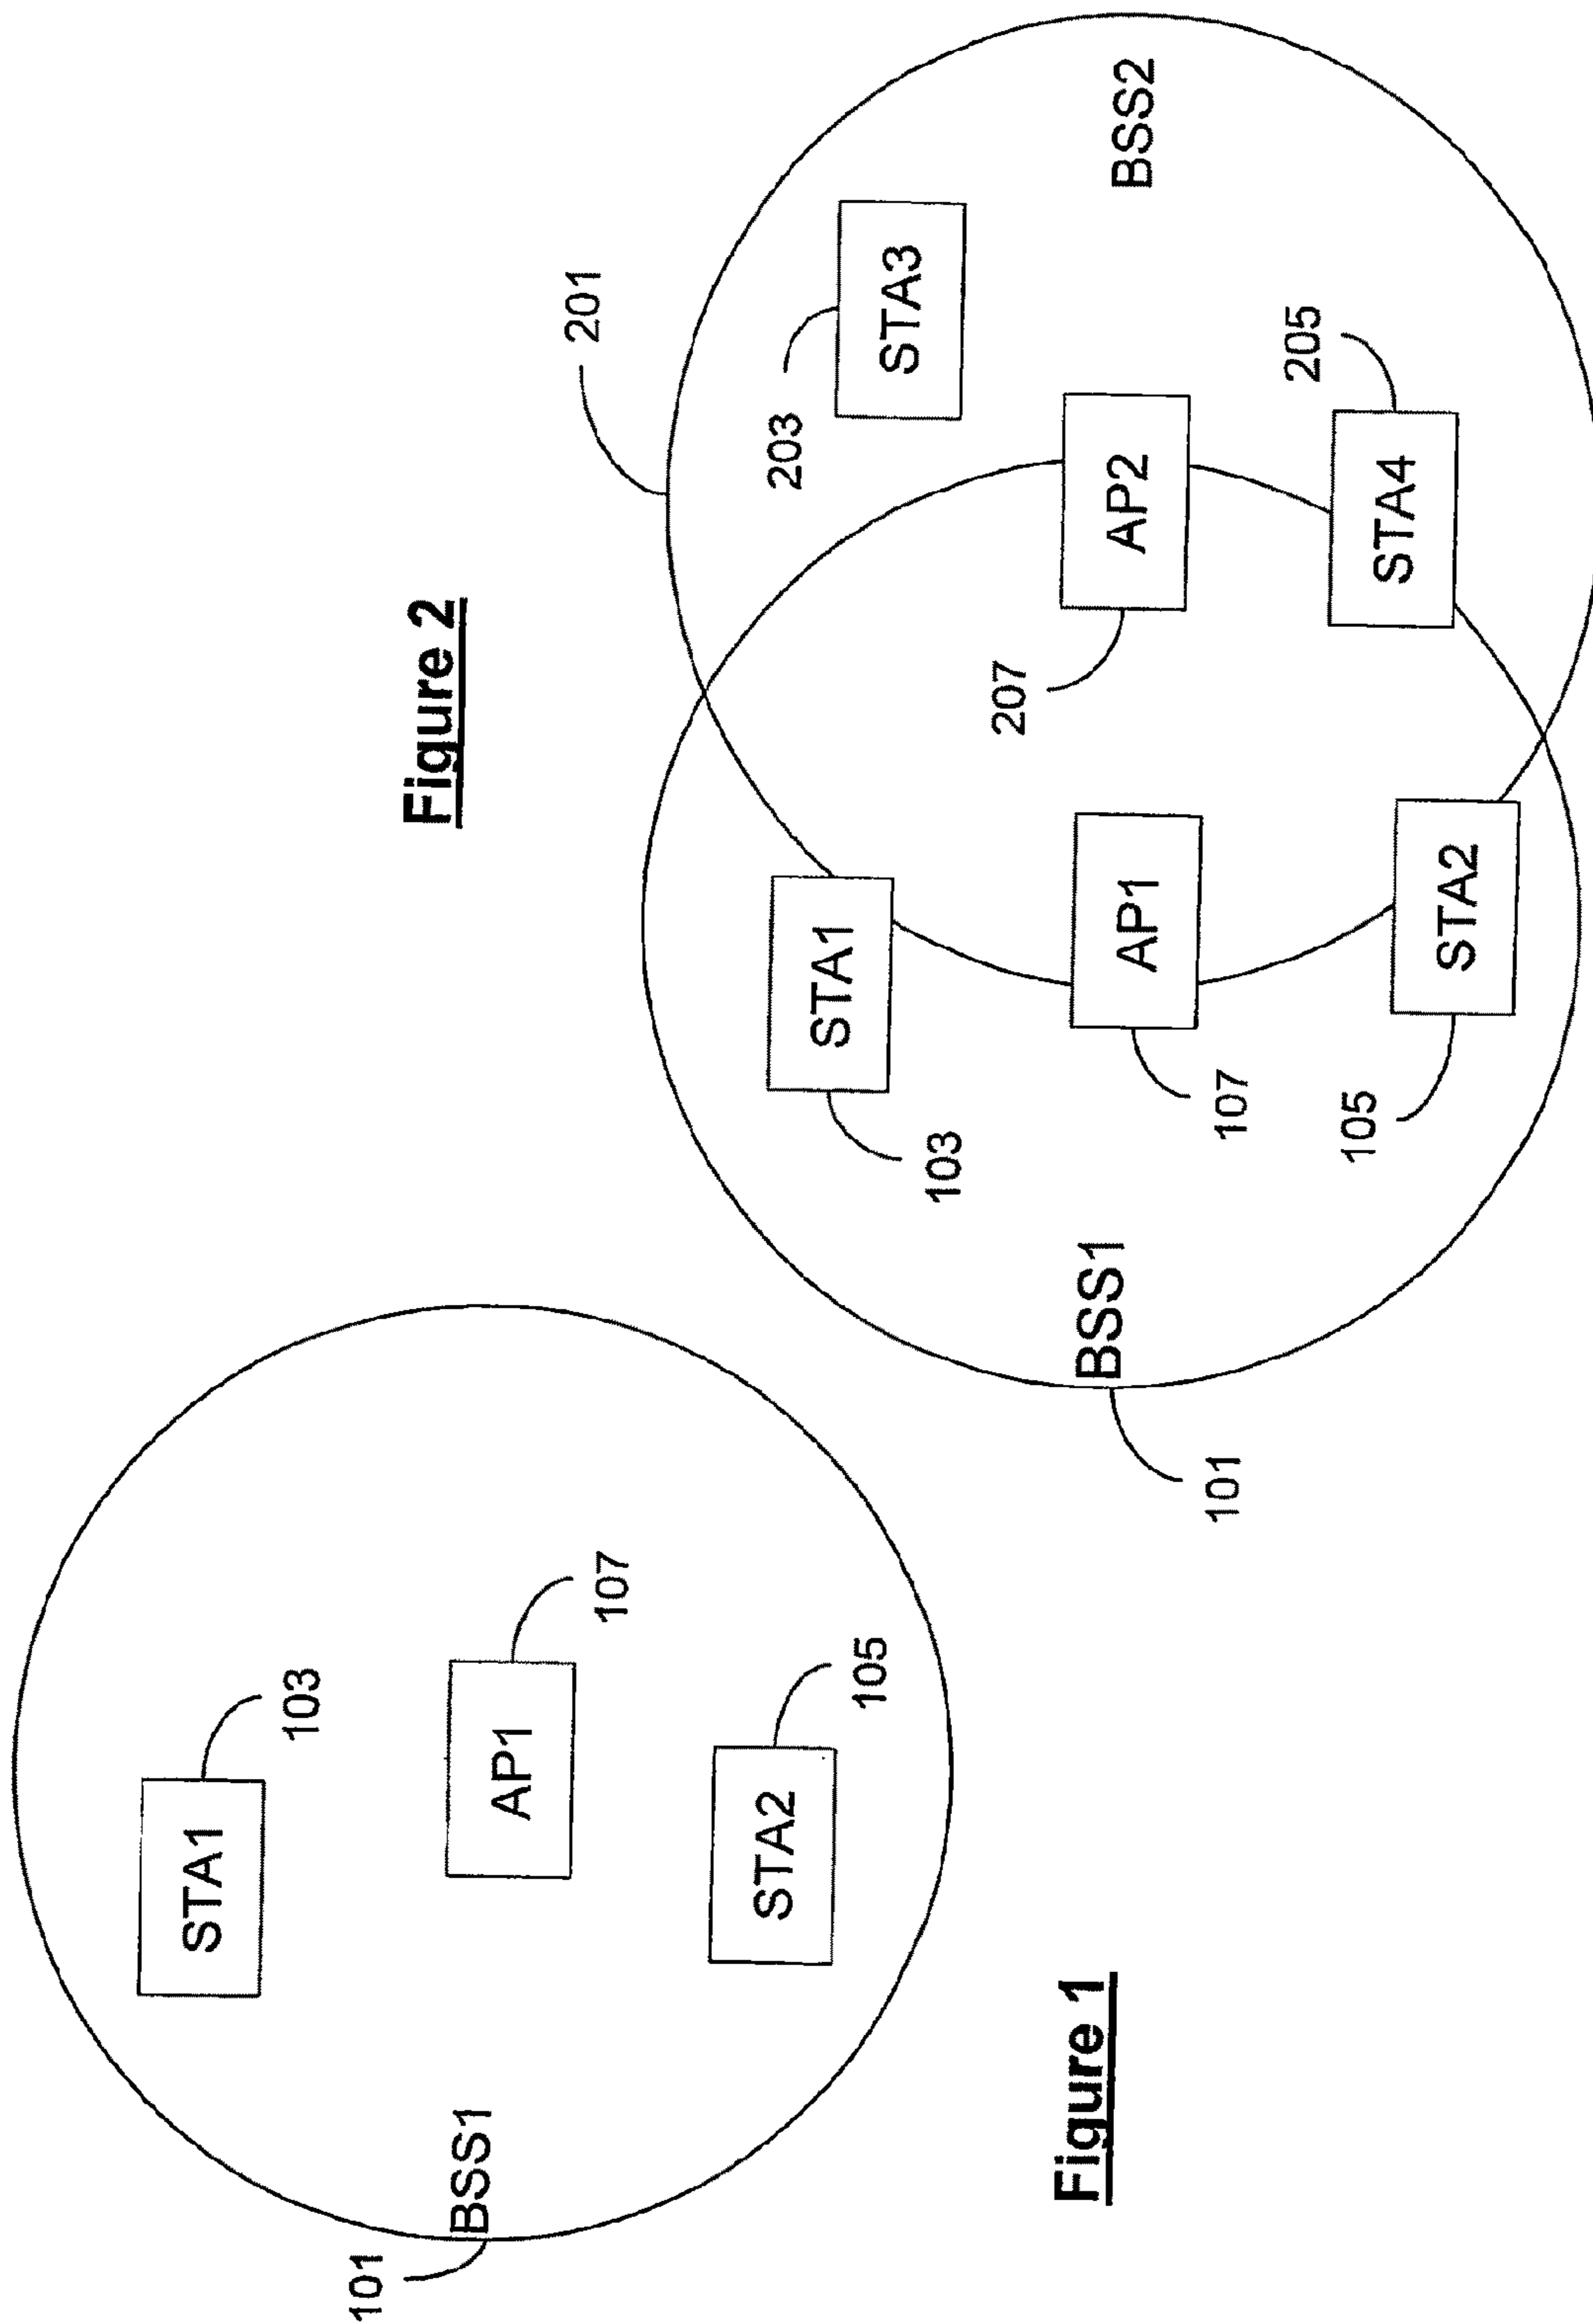 STA1
103
AP1
107
STA2
105
BSS1
101
Figure 1
Figure 2
201
203
STA3
BSS2
AP2
207
205
STA4
STA1
103
AP1
107
STA2
105
BSS1
101